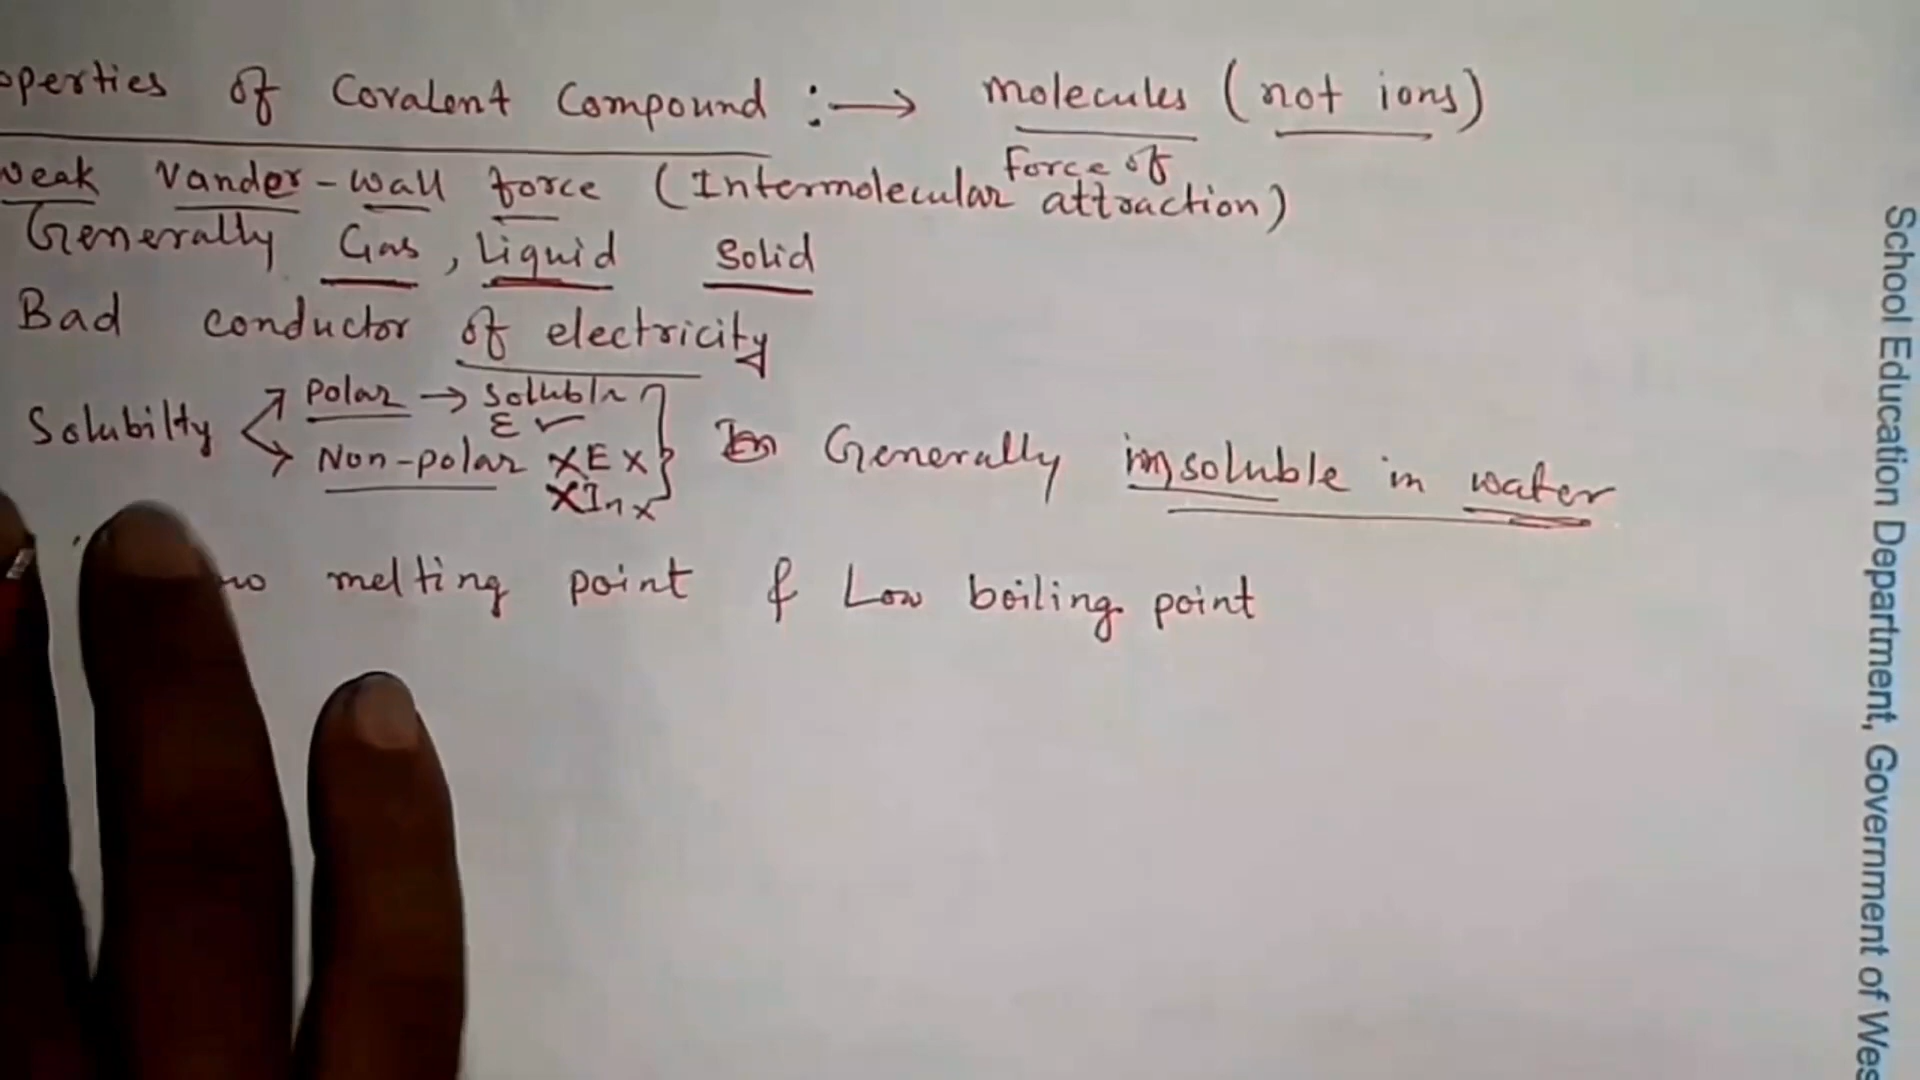 operties of Covalent Compound :→ molecules (not ions)
weak Vander-wall force (Intermolecular force of attraction)
Generally Gas, Liquid Solid
Bad conductor of electricity
Solubilty Polar → soluble
E ✓
Non-polar XEX
XInx
Generally insoluble in water
melting point & Low boiling point
School Education Department, Government of Wes